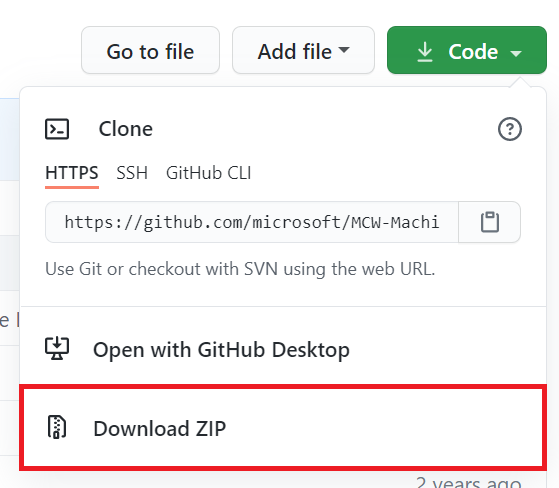 Go to file Add file Code
Clone
HTTPS SSH GitHub CLI
https://github.com/microsoft/MCW-Machi
Use Git or checkout with SVN using the web URL.
Open with GitHub Desktop
Download ZIP
2 years ago